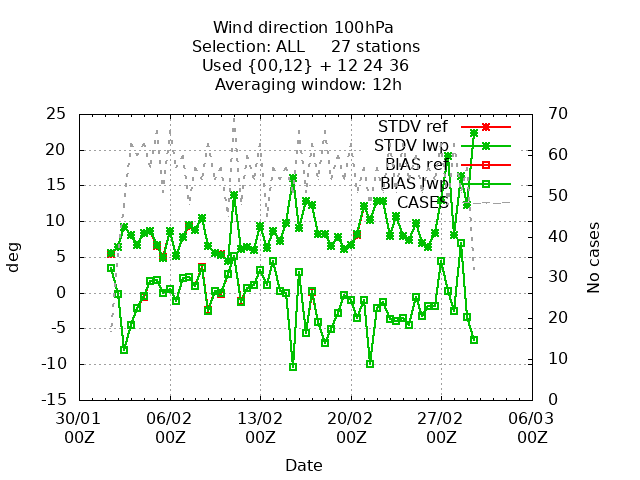 Wind direction 100hPa
Selection: ALL 27 stations
Used {00,12} + 12 24 36
Averaging window: 12h
25
20
15
10
5
0
-5
-10
-15
deg
70
60
50
40
30
20
10
0
No cases
STDV ref
STDV lwp
BIAS ref
BIAS lwp
CASES
30/01 06/02 13/02 20/02 27/02 06/03
00Z 00Z 00Z 00Z 00Z 00Z
Date